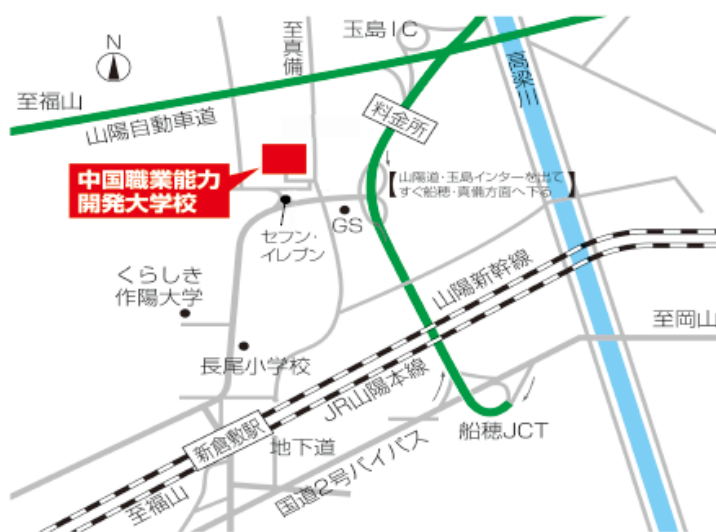 N
至真備
玉島IC
高梁川
至福山
山陽自動車道
料金所
中国職業能力
開発大学校
【山陽道・玉島インターを出て
すぐ船穂・真備方面へ下る】
GS
セブン・
イレブン
くらしき
作陽大学
山陽新幹線
至岡山
長尾小学校
JR山陽本線
新倉敷駅
地下道
船穂JCT
国道2号バイパス
至福山